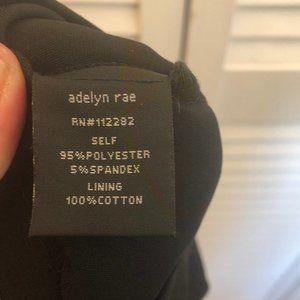 adelyn rae
RN#112282
SELF
95%POLYESTER
5%SPANDEX
LINING
100%COTTON